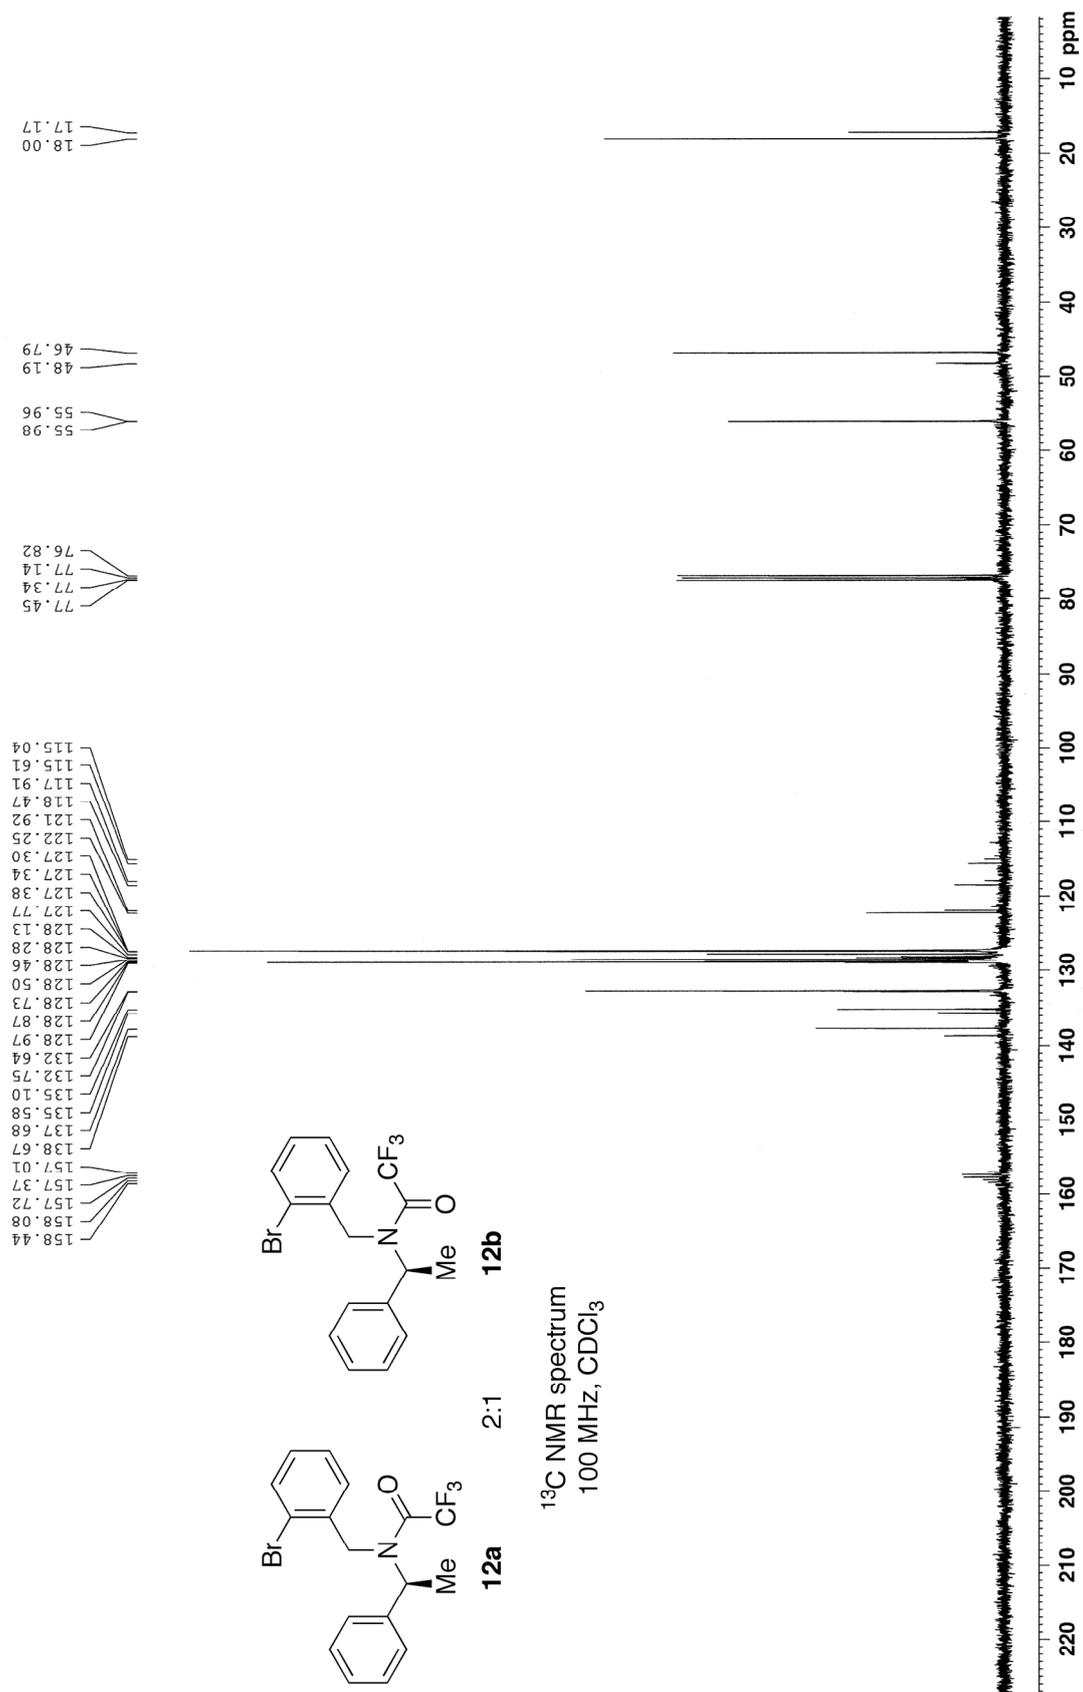 158.44
158.08
157.72
157.37
157.01
138.67
137.68
135.58
135.10
132.75
132.64
128.97
128.87
128.73
128.50
128.46
128.28
128.13
127.77
127.38
127.34
127.30
122.25
121.92
118.47
117.91
115.61
115.04
77.45
77.34
77.14
76.82
55.98
55.96
48.19
46.79
18.00
17.17
Br
N
O
CF3
Me
12a
2:1
Br
N
CF3
O
Me
12b
13C NMR spectrum
100 MHz, CDCl3
220 210 200 190 180 170 160 150 140 130 120 110 100 90 80 70 60 50 40 30 20 10 ppm